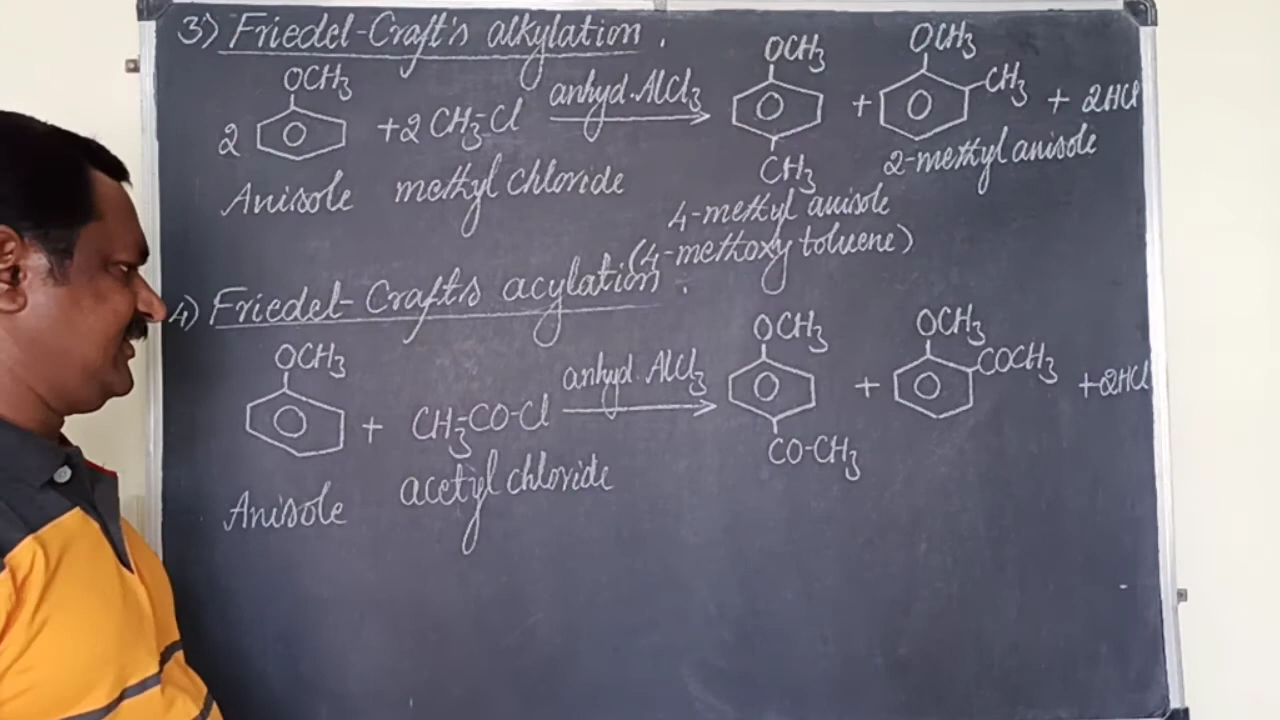 3) Friedel-Craft's alkylation.
OCH3 OCH3 OCH3
2 + 2 CH3-Cl anhyd. AlCl3 + CH3 + 2HCl
CH3
Anisole methyl chloride 2-methyl anisole
4-methyl anisole
(4-methoxy toluene)
4) Friedel-Craft's acylation.
OCH3 OCH3 OCH3
+ CH3-CO-Cl anhyd. AlCl3 + COCH3 + 2HCl
CO-CH3
Anisole acetyl chloride